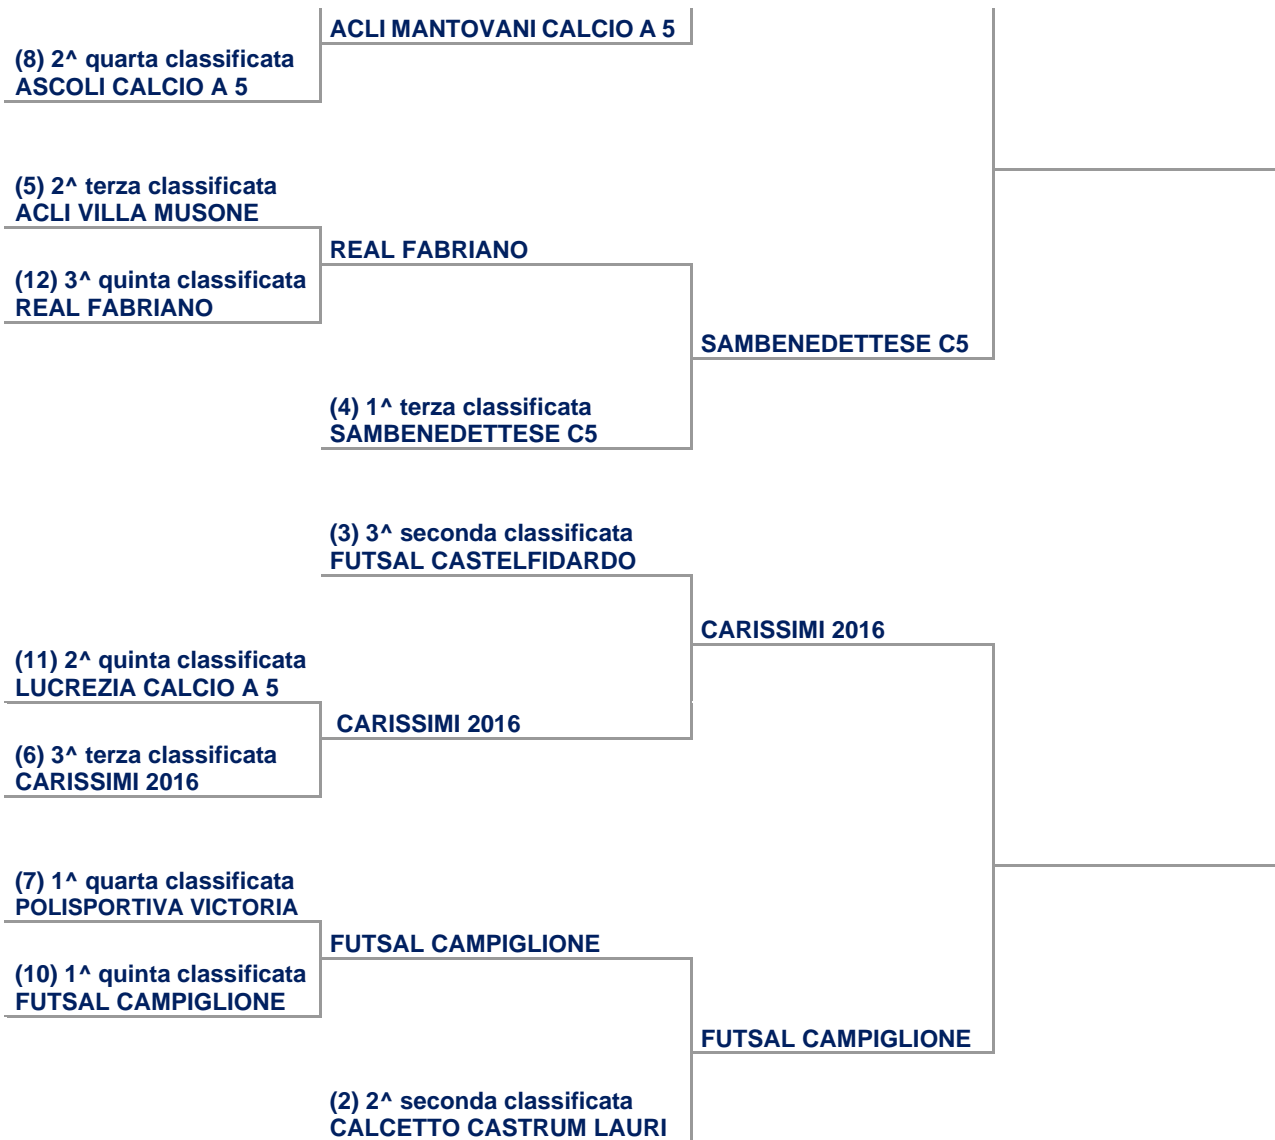 ACLI MANTOVANI CALCIO A 5
(8) 2^ quarta classificata
ASCOLI CALCIO A 5
(5) 2^ terza classificata
ACLI VILLA MUSONE
REAL FABRIANO
(12) 3^ quinta classificata
REAL FABRIANO
SAMBENEDETTESE C5
(4) 1^ terza classificata
SAMBENEDETTESE C5
(3) 3^ seconda classificata
FUTSAL CASTELFIDARDO
CARISSIMI 2016
(11) 2^ quinta classificata
LUCREZIA CALCIO A 5
CARISSIMI 2016
(6) 3^ terza classificata
CARISSIMI 2016
(7) 1^ quarta classificata
POLISPORTIVA VICTORIA
FUTSAL CAMPIGLIONE
(10) 1^ quinta classificata
FUTSAL CAMPIGLIONE
FUTSAL CAMPIGLIONE
(2) 2^ seconda classificata
CALCETTO CASTRUM LAURI